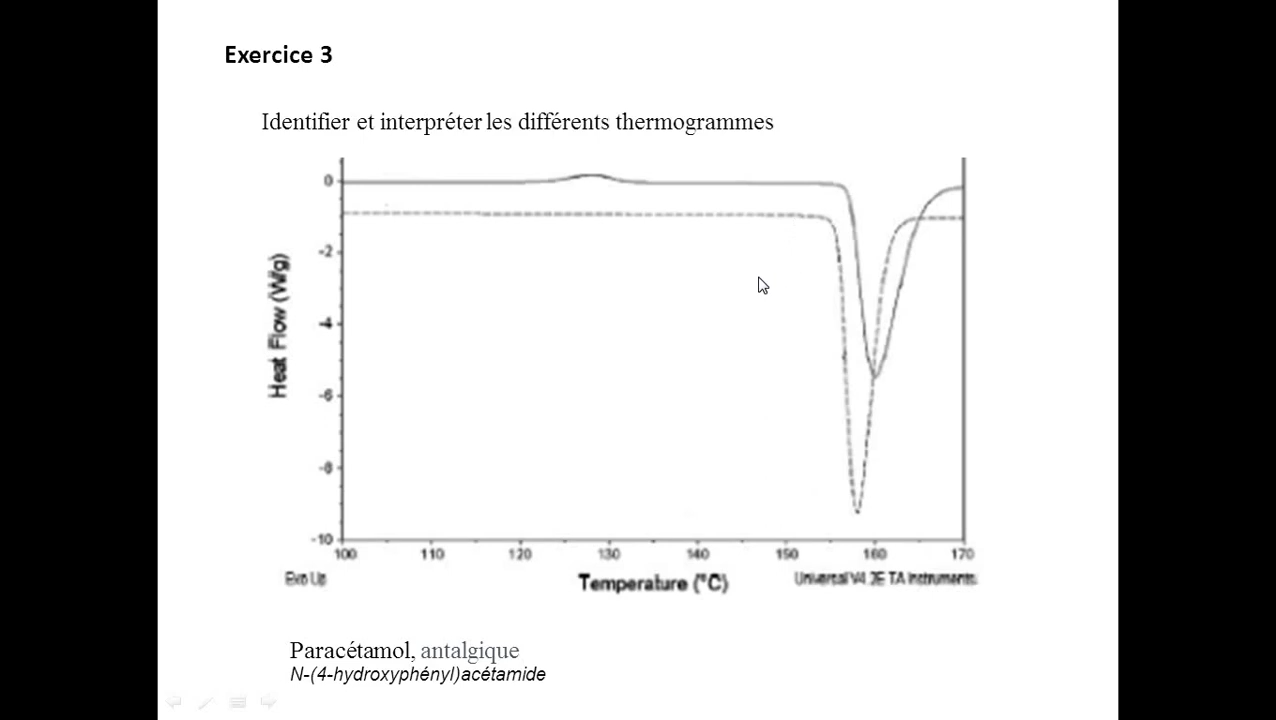 Exercice 3
Identifier et interpréter les différents thermogrammes
0
-2
-4
-6
-8
-10
Heat Flow (W/g)
100 110 120 130 140 150 160 170
Exo Up
Temperature (°C)
Universal V4.2E TA Instruments
Paracétamol, antalgique
N-(4-hydroxyphényl)acétamide